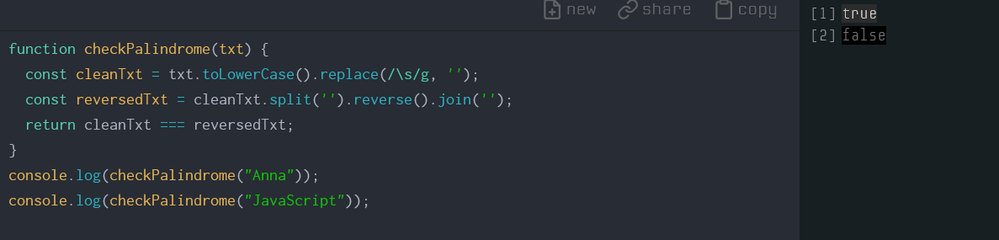 new share copy
function checkPalindrome(txt) {
  const cleanTxt = txt.toLowerCase().replace(/\s/g, '');
  const reversedTxt = cleanTxt.split('').reverse().join('');
  return cleanTxt === reversedTxt;
}
console.log(checkPalindrome("Anna"));
console.log(checkPalindrome("JavaScript"));
[1] true
[2] false